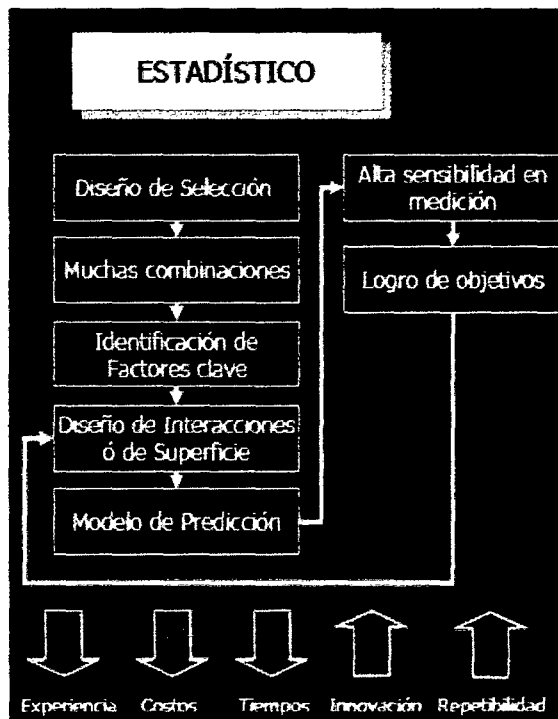 ESTADÍSTICO
Diseño de Selección
Muchas combinaciones
Identificación de
Factores clave
Diseño de Interacciones
ó de Superficie
Modelo de Predicción
Alta sensibilidad en
medición
Logro de objetivos
Experiencia Costos Tiempos Innovación Repetibilidad